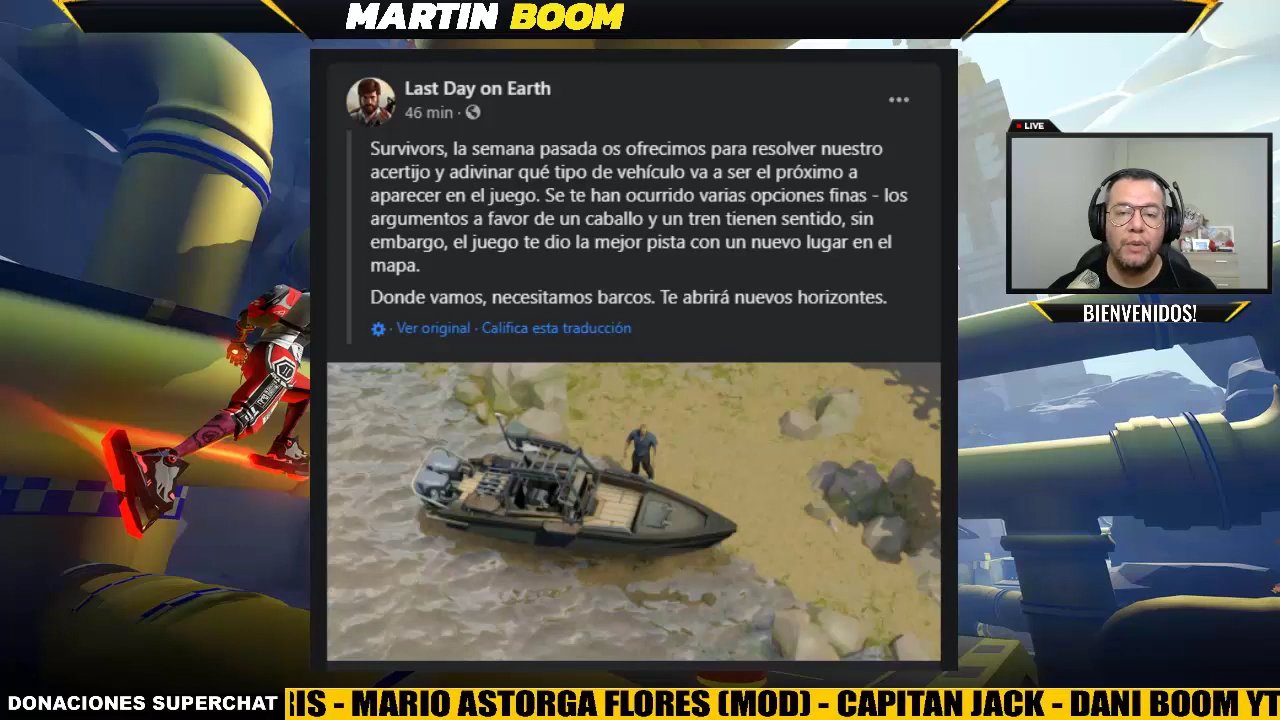 MARTIN BOOM
Last Day on Earth
46 min ·
Survivors, la semana pasada os ofrecimos para resolver nuestro
acertijo y adivinar qué tipo de vehículo va a ser el próximo a
aparecer en el juego. Se te han ocurrido varias opciones finas - los
argumentos a favor de un caballo y un tren tienen sentido, sin
embargo, el juego te dio la mejor pista con un nuevo lugar en el
mapa.
Donde vamos, necesitamos barcos. Te abrirá nuevos horizontes.
· Ver original · Califica esta traducción
LIVE
BIENVENIDOS!
DONACIONES SUPERCHAT
IS - MARIO ASTORGA FLORES (MOD) - CAPITAN JACK - DANI BOOM YT